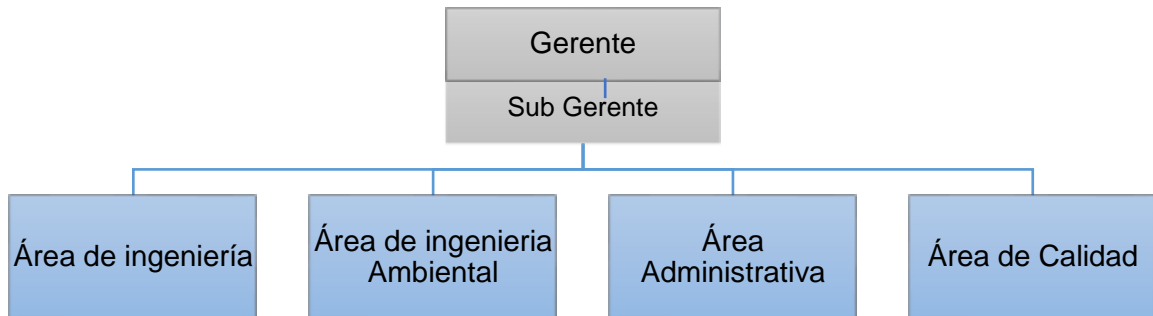 Gerente
Sub Gerente
Área de ingeniería
Área de ingenieria
Ambiental
Área
Administrativa
Área de Calidad